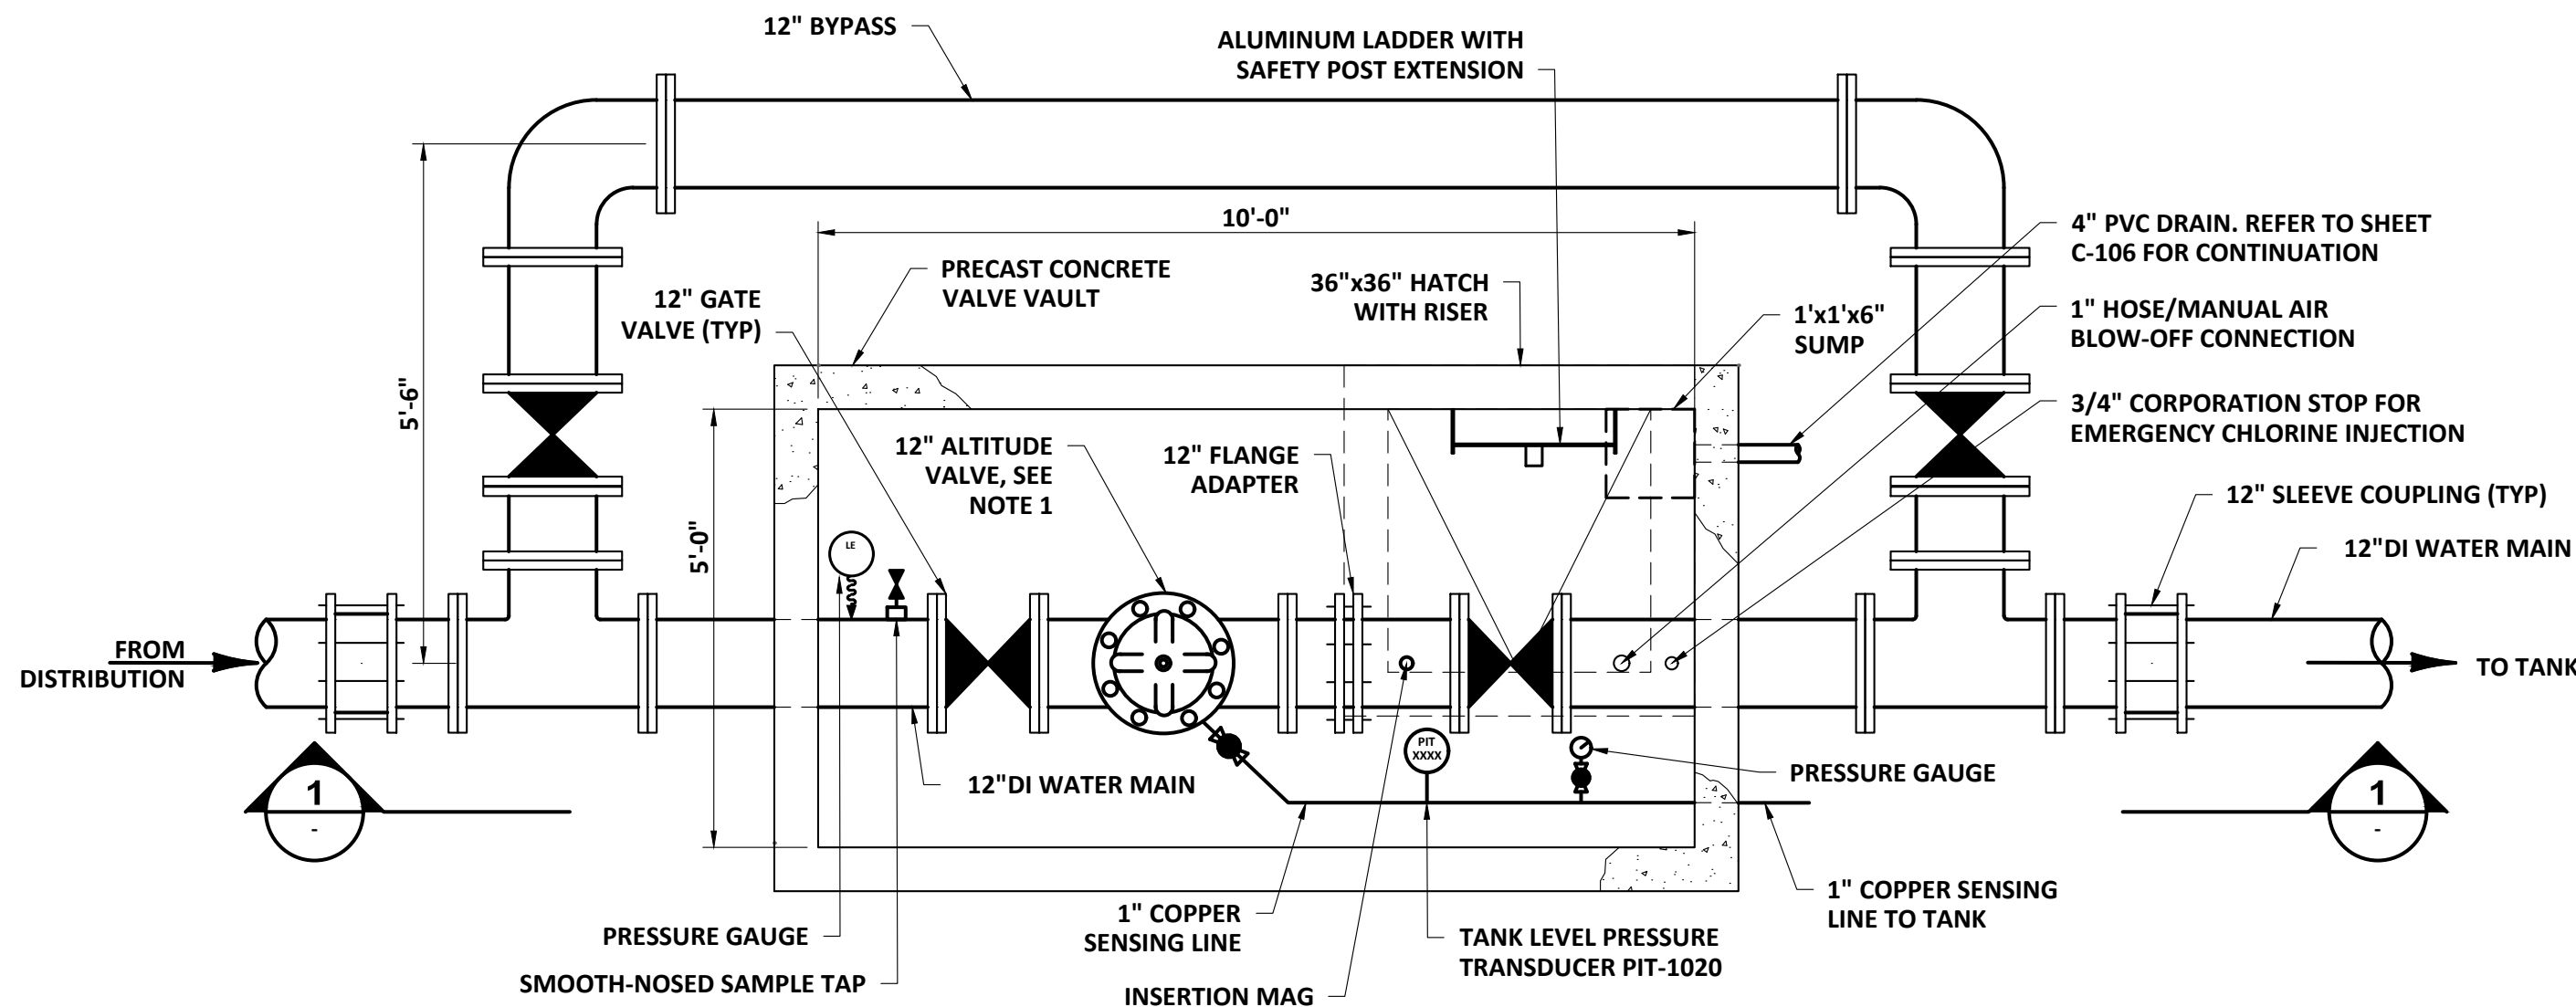 12" BYPASS
ALUMINUM LADDER WITH
SAFETY POST EXTENSION
10'-0"
4" PVC DRAIN. REFER TO SHEET
C-106 FOR CONTINUATION
PRECAST CONCRETE
VALVE VAULT
36"x36" HATCH
WITH RISER
12" GATE
VALVE (TYP)
1'x1'x6"
SUMP
1" HOSE/MANUAL AIR
BLOW-OFF CONNECTION
5'-6"
3/4" CORPORATION STOP FOR
EMERGENCY CHLORINE INJECTION
12" ALTITUDE
VALVE, SEE
NOTE 1
12" FLANGE
ADAPTER
12" SLEEVE COUPLING (TYP)
5'-0"
LE
12"DI WATER MAIN
FROM
DISTRIBUTION
TO TANK
PIT
XXXX
12"DI WATER MAIN
PRESSURE GAUGE
1
-
1
-
1" COPPER SENSING
LINE TO TANK
1" COPPER
SENSING LINE
PRESSURE GAUGE
TANK LEVEL PRESSURE
TRANSDUCER PIT-1020
SMOOTH-NOSED SAMPLE TAP
INSERTION MAG